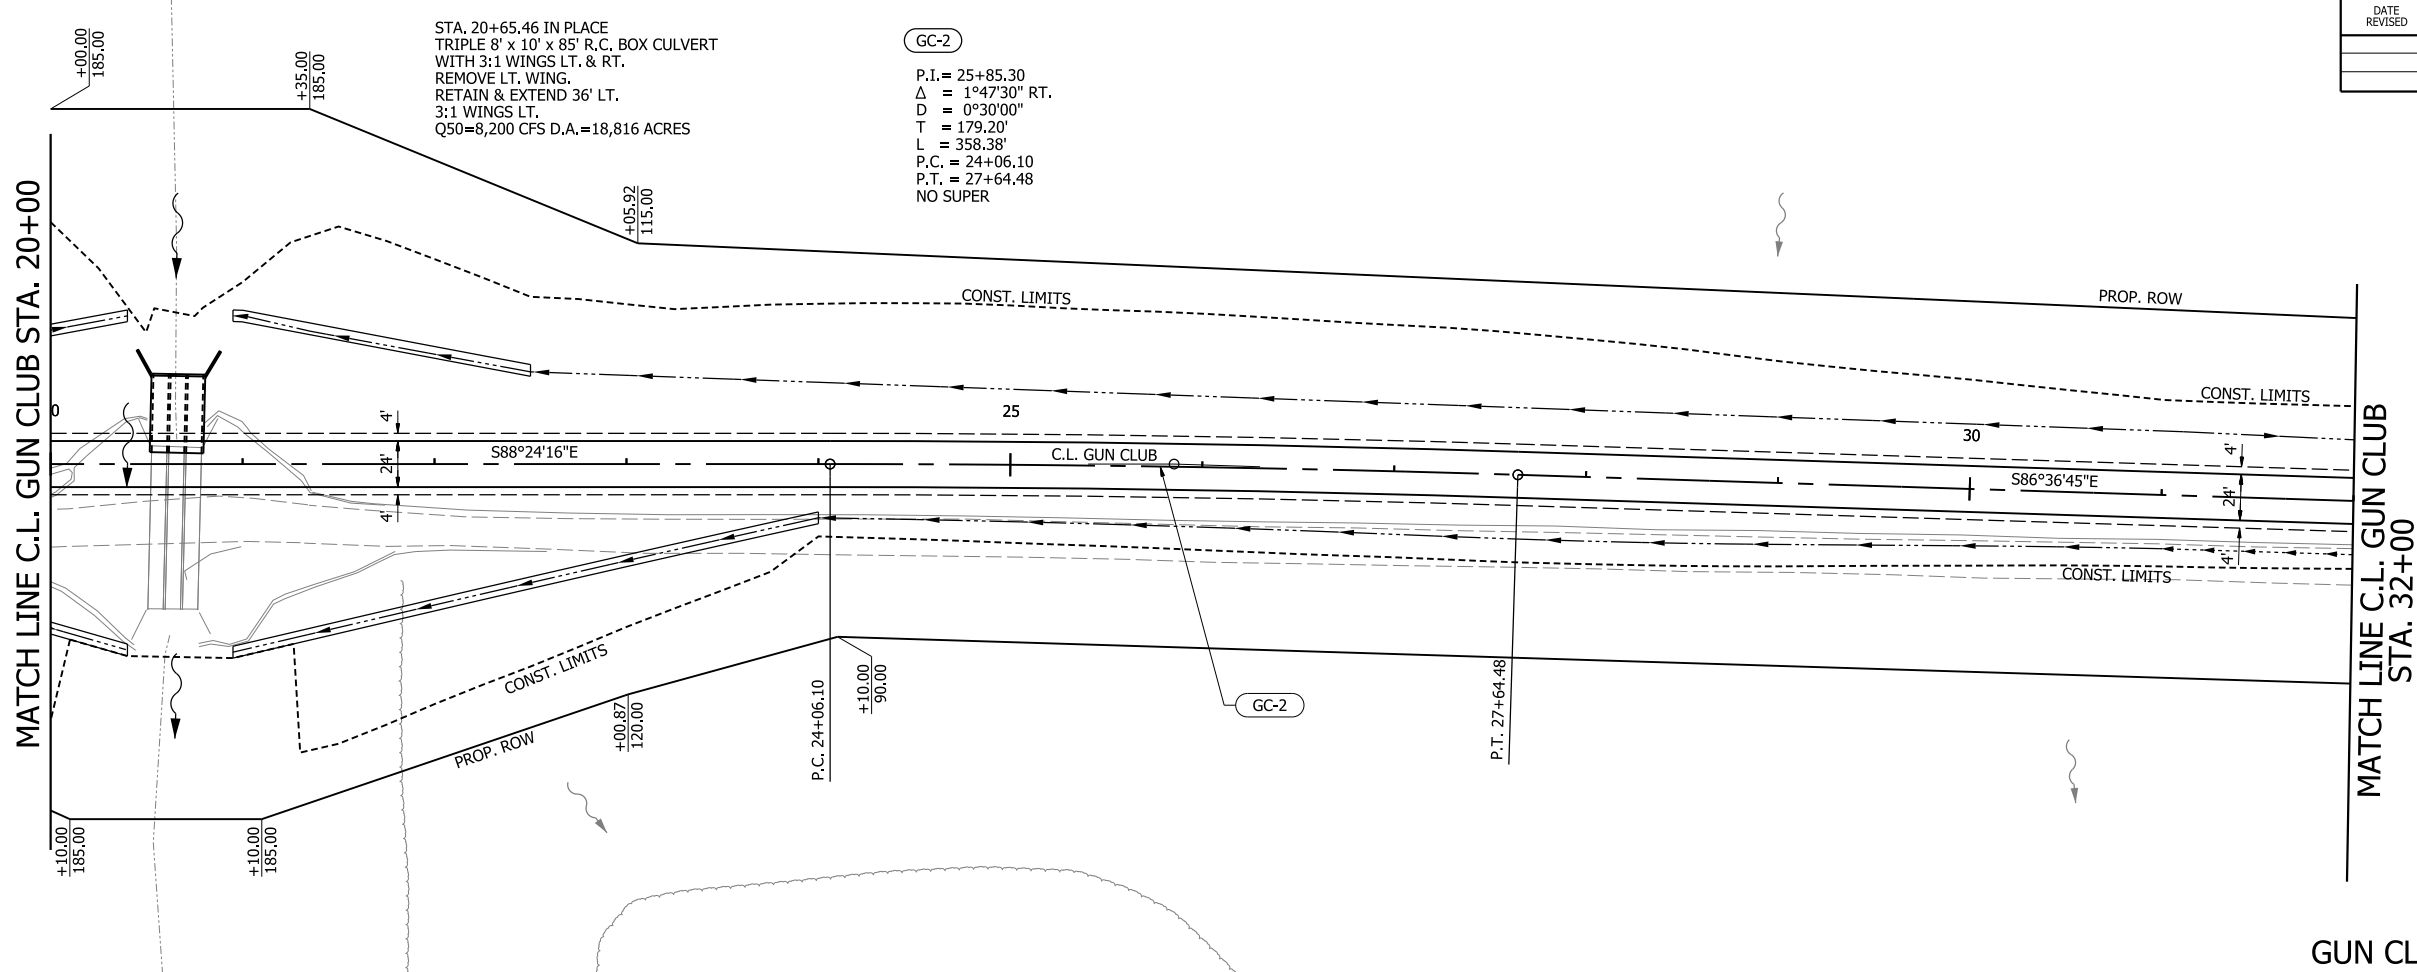 DATE
REVISED
STA. 20+65.46 IN PLACE
TRIPLE 8' x 10' x 85' R.C. BOX CULVERT
WITH 3:1 WINGS LT. & RT.
REMOVE LT. WING.
RETAIN & EXTEND 36' LT.
3:1 WINGS LT.
Q50=8,200 CFS D.A.=18,816 ACRES
GC-2
P.I.= 25+85.30
Δ = 1°47'30" RT.
D = 0°30'00"
T = 179.20'
L = 358.38'
P.C. = 24+06.10
P.T. = 27+64.48
NO SUPER
+00.00
185.00
+35.00
185.00
+05.92
115.00
MATCH LINE C.L. GUN CLUB STA. 20+00
CONST. LIMITS
PROP. ROW
CONST. LIMITS
0
4'
24'
4'
25
30
S88°24'16"E
C.L. GUN CLUB
S86°36'45"E
4'
24'
4'
CONST. LIMITS
CONST. LIMITS
PROP. ROW
+00.87
120.00
P.C. 24+06.10
+10.00
90.00
GC-2
P.T. 27+64.48
+10.00
185.00
+10.00
185.00
MATCH LINE C.L. GUN CLUB
STA. 32+00
GUN CL